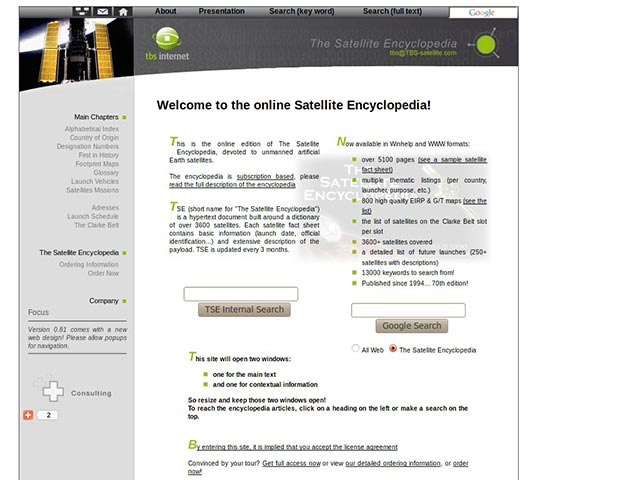 About Presentation Search (key word) Search (full text) Google
tbs internet
The Satellite Encyclopedia
tbs@TBS-satellite.com
Main Chapters
Alphabetical Index
Country of Origin
Designation Numbers
First in History
Footprint Maps
Glossary
Launch Vehicles
Satellites Missions
Adresses
Launch Schedule
The Clarke Belt
The Satellite Encyclopedia
Ordering Information
Order Now
Company
Focus
Version 0.81 comes with a new
web design! Please allow popups
for navigation.
Consulting
2
Welcome to the online Satellite Encyclopedia!
This is the online edition of The Satellite
Encyclopedia, devoted to unmanned artificial
Earth satellites.
The encyclopedia is subscription based, please
read the full description of the encyclopedia
TSE (short name for "The Satellite Encyclopedia")
is a hypertext document built around a dictionary
of over 3600 satellites. Each satellite fact sheet
contains basic information (launch date, official
identification...) and extensive description of the
payload. TSE is updated every 3 months.
TSE Internal Search
Now available in Winhelp and WWW formats:
over 5100 pages (see a sample satellite
fact sheet)
multiple thematic listings (per country,
launcher, purpose, etc.)
800 high quality EIRP & G/T maps (see the
list)
the list of satellites on the Clarke Belt slot
per slot
3600+ satellites covered
a detailed list of future launches (250+
satellites with descriptions)
13000 keywords to search from!
Published since 1994... 70th edition!
Google Search
All Web The Satellite Encyclopedia
This site will open two windows:
one for the main text
and one for contextual information
So resize and keep those two windows open!
To reach the encyclopedia articles, click on a heading on the left or make a search on the
top.
By entering this site, it is implied that you accept the license agreement
Convinced by your tour? Get full access now or view our detailed ordering information, or order
now!